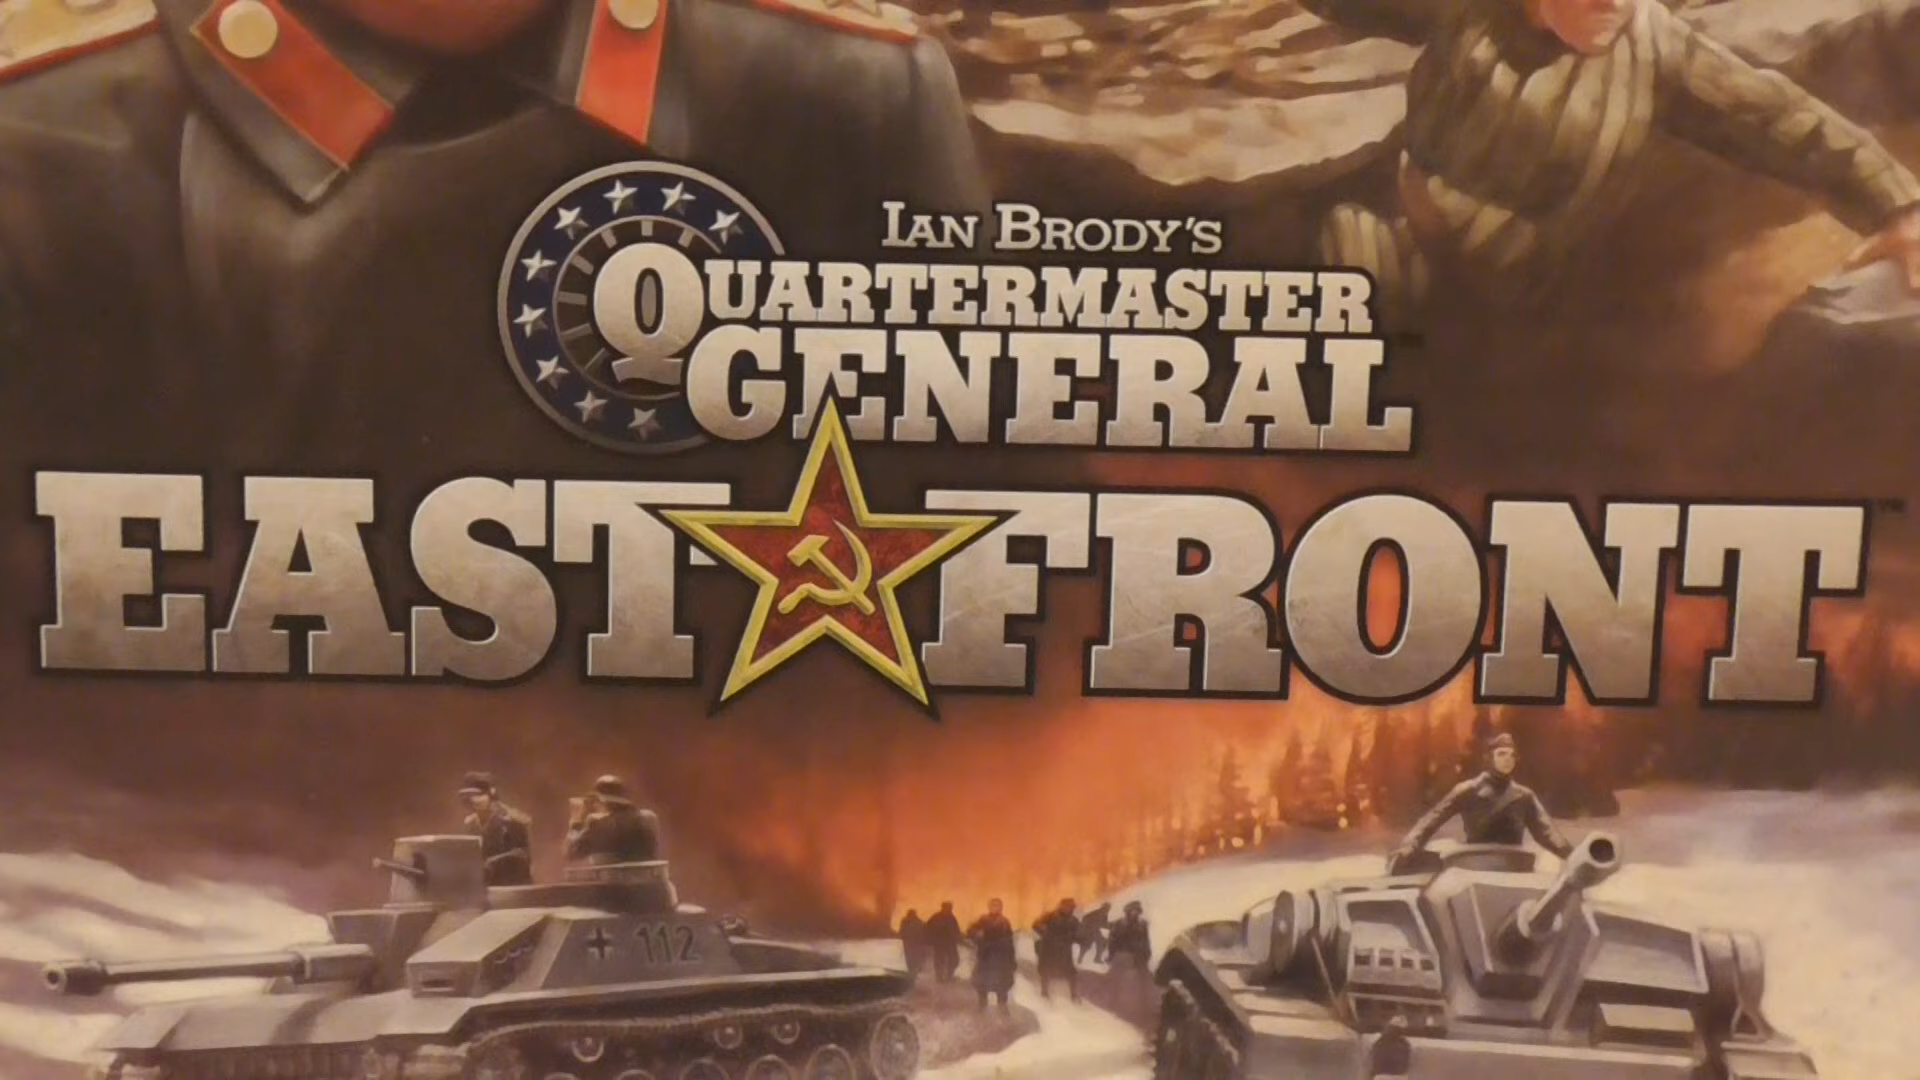 IAN BRODY'S
QUARTERMASTER
GENERAL
EAST FRONT
112